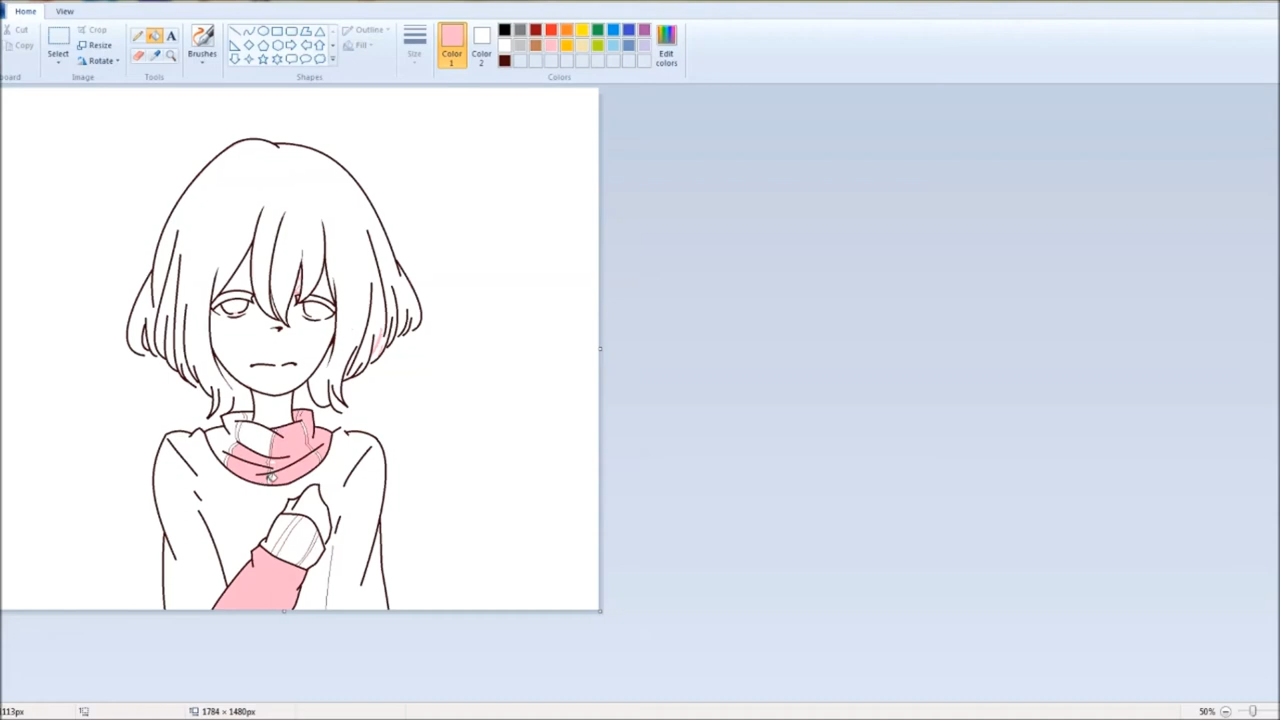 Home View
Cut
Copy
Select
Crop
Resize
Rotate
A
Brushes
Outline
Fill
Size
Color 1
Color 2
Edit colors
oard
Image
Tools
Shapes
Colors
113px
1784 × 1480px
50%